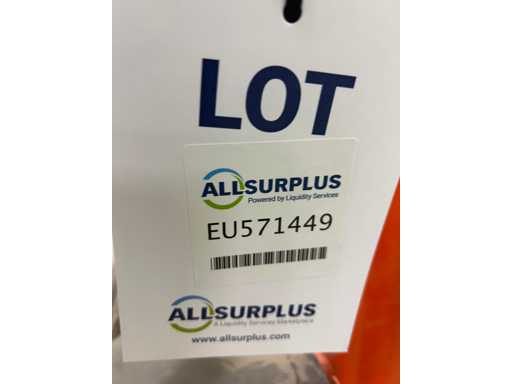 LOT
ALLSURPLUS
Powered by Liquidity Services
EU571449
ALLSURPLUS
A Liquidity Services Marketplace
www.allsurplus.com